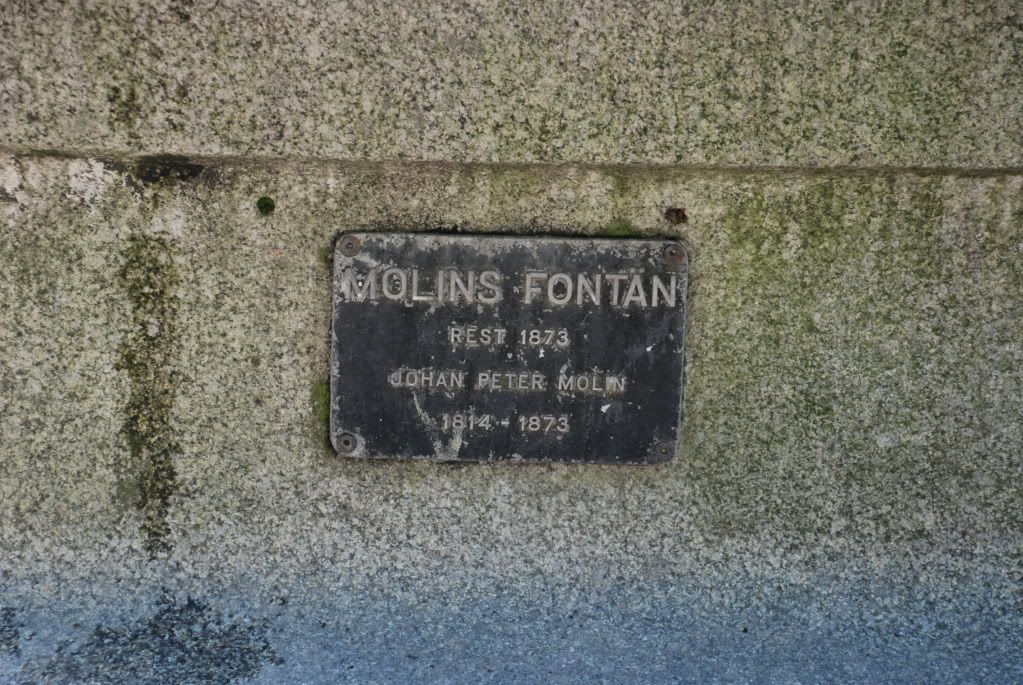 MOLINS FONTÄN
REST 1873
JOHAN PETER MOLIN
1814 - 1873